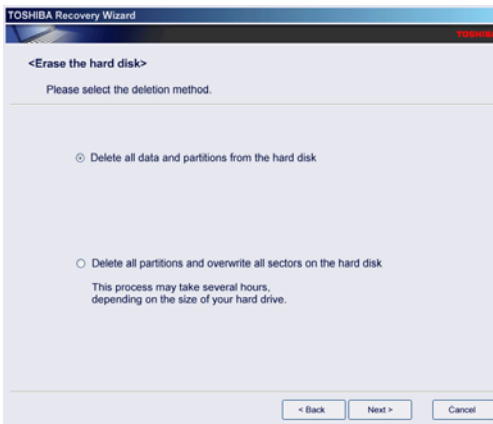 TOSHIBA Recovery Wizard
TOSHIBA
<Erase the hard disk>
Please select the deletion method.
Delete all data and partitions from the hard disk
Delete all partitions and overwrite all sectors on the hard disk
This process may take several hours,
depending on the size of your hard drive.
< Back Next > Cancel